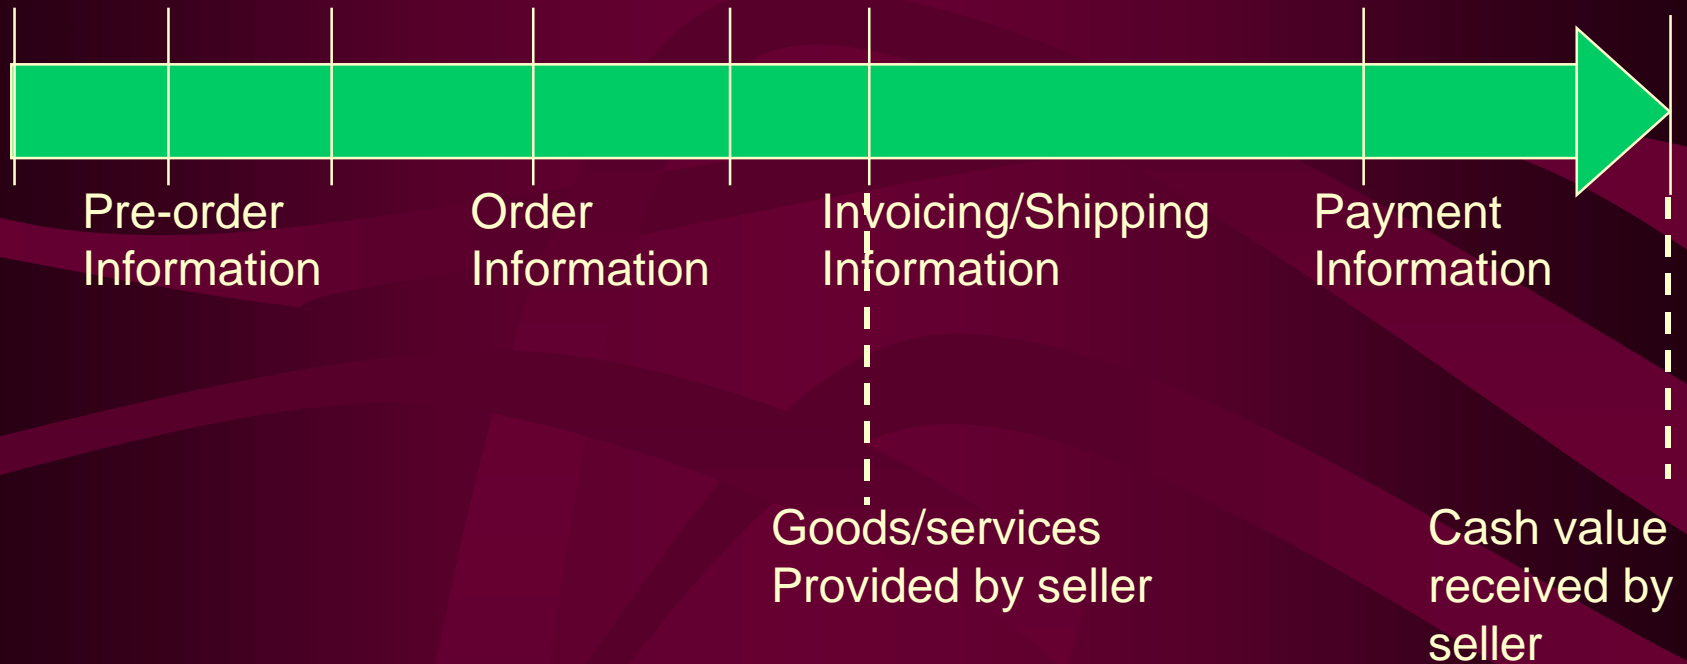 Pre-order
Information
Order
Information
Invoicing/Shipping
Information
Payment
Information
Goods/services
Provided by seller
Cash value
received by
seller